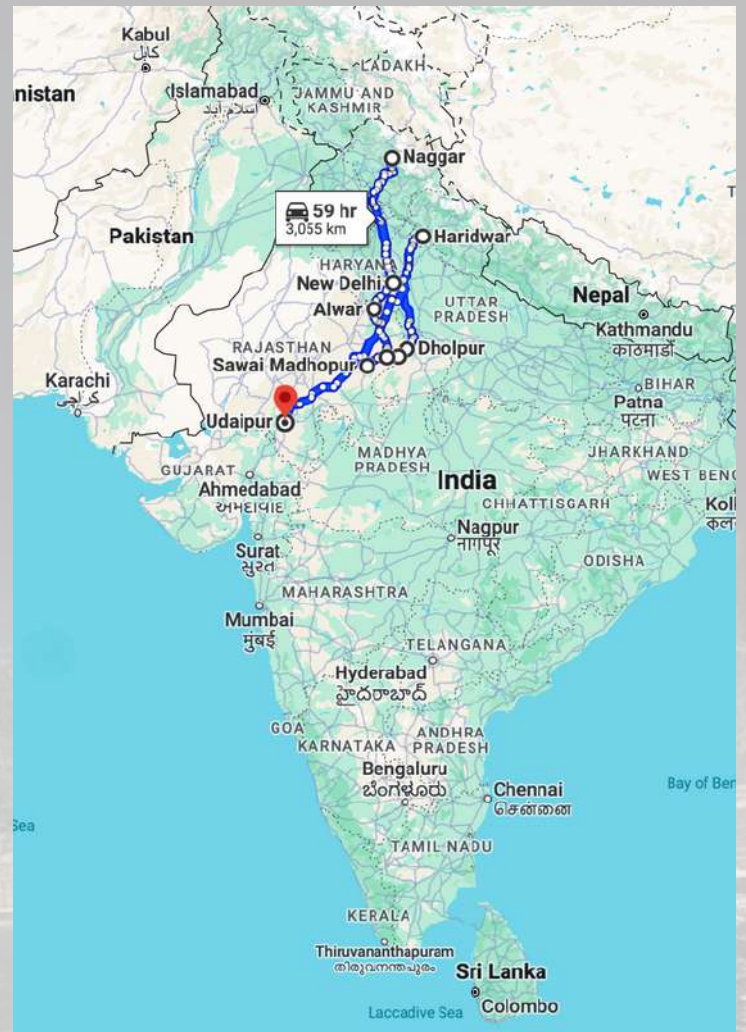 Kabul
کابل
nistan
Islamabad
اسلام آباد
LADAKH
JAMMU AND
KASHMIR
Naggar
59 hr
3,055 km
Pakistan
Haridwar
HARYANA
New Delhi
Alwar
UTTAR
PRADESH
Nepal
Kathmandu
काठमाडौं
RAJASTHAN
Sawai Madhopur
Dholpur
Karachi
کراچی
BIHAR
Patna
पटना
Udaipur
MADHYA
PRADESH
JHARKHAND
GUJARAT
India
WEST BENG
Ahmedabad
અમદાવાદ
CHHATTISGARH
Koll
कल
Nagpur
नागपूर
Surat
સુરત
ODISHA
MAHARASHTRA
Mumbai
मुंबई
TELANGANA
Hyderabad
హైదరాబాద్
GOA
KARNATAKA
ANDHRA
PRADESH
Bengaluru
ಬೆಂಗಳೂರು
Chennai
சென்னை
Bay of Ben
Sea
TAMIL NADU
KERALA
Thiruvananthapuram
തിരുവനന്തപുരം
Sri Lanka
Colombo
Laccadive Sea